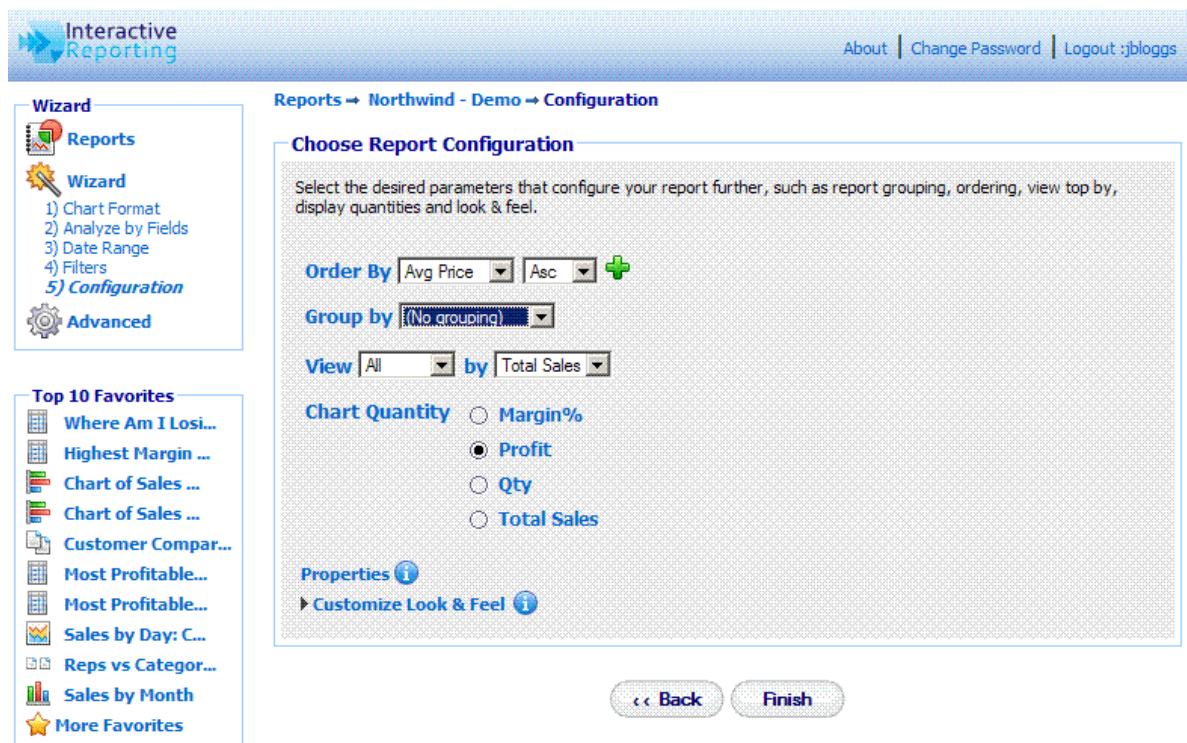 Interactive
Reporting
About | Change Password | Logout :jbloggs
Wizard
Reports
Wizard
1) Chart Format
2) Analyze by Fields
3) Date Range
4) Filters
5) Configuration
Advanced
Top 10 Favorites
Where Am I Losi...
Highest Margin ...
Chart of Sales ...
Chart of Sales ...
Customer Compar...
Most Profitable...
Most Profitable...
Sales by Day: C...
Reps vs Categor...
Sales by Month
More Favorites
Reports → Northwind - Demo → Configuration
Choose Report Configuration
Select the desired parameters that configure your report further, such as report grouping, ordering, view top by,
display quantities and look & feel.
Order By Avg Price Asc
Group by (No grouping)
View All by Total Sales
Chart Quantity Margin%
Profit
Qty
Total Sales
Properties
Customize Look & Feel
‹‹ Back Finish